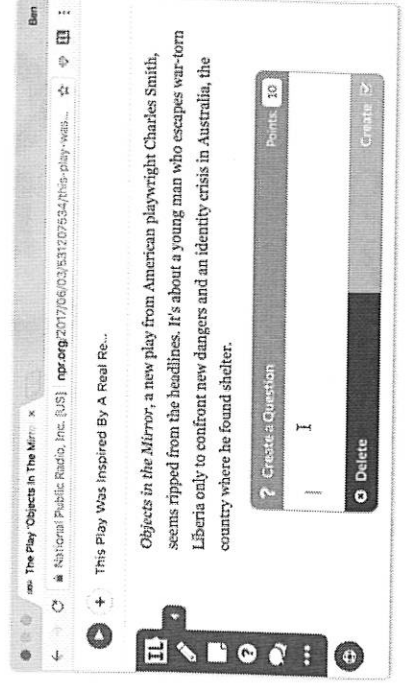 The Play 'Objects In The Mirro ×
Ben
National Public Radio, Inc. [US] npr.org/2017/06/03/531207534/this-play-was...
This Play Was Inspired By A Real Re...
Objects in the Mirror, a new play from American playwright Charles Smith,
seems ripped from the headlines. It's about a young man who escapes war-torn
Liberia only to confront new dangers and an identity crisis in Australia, the
country where he found shelter.
? Create a Question
Points: 10
Delete
Create